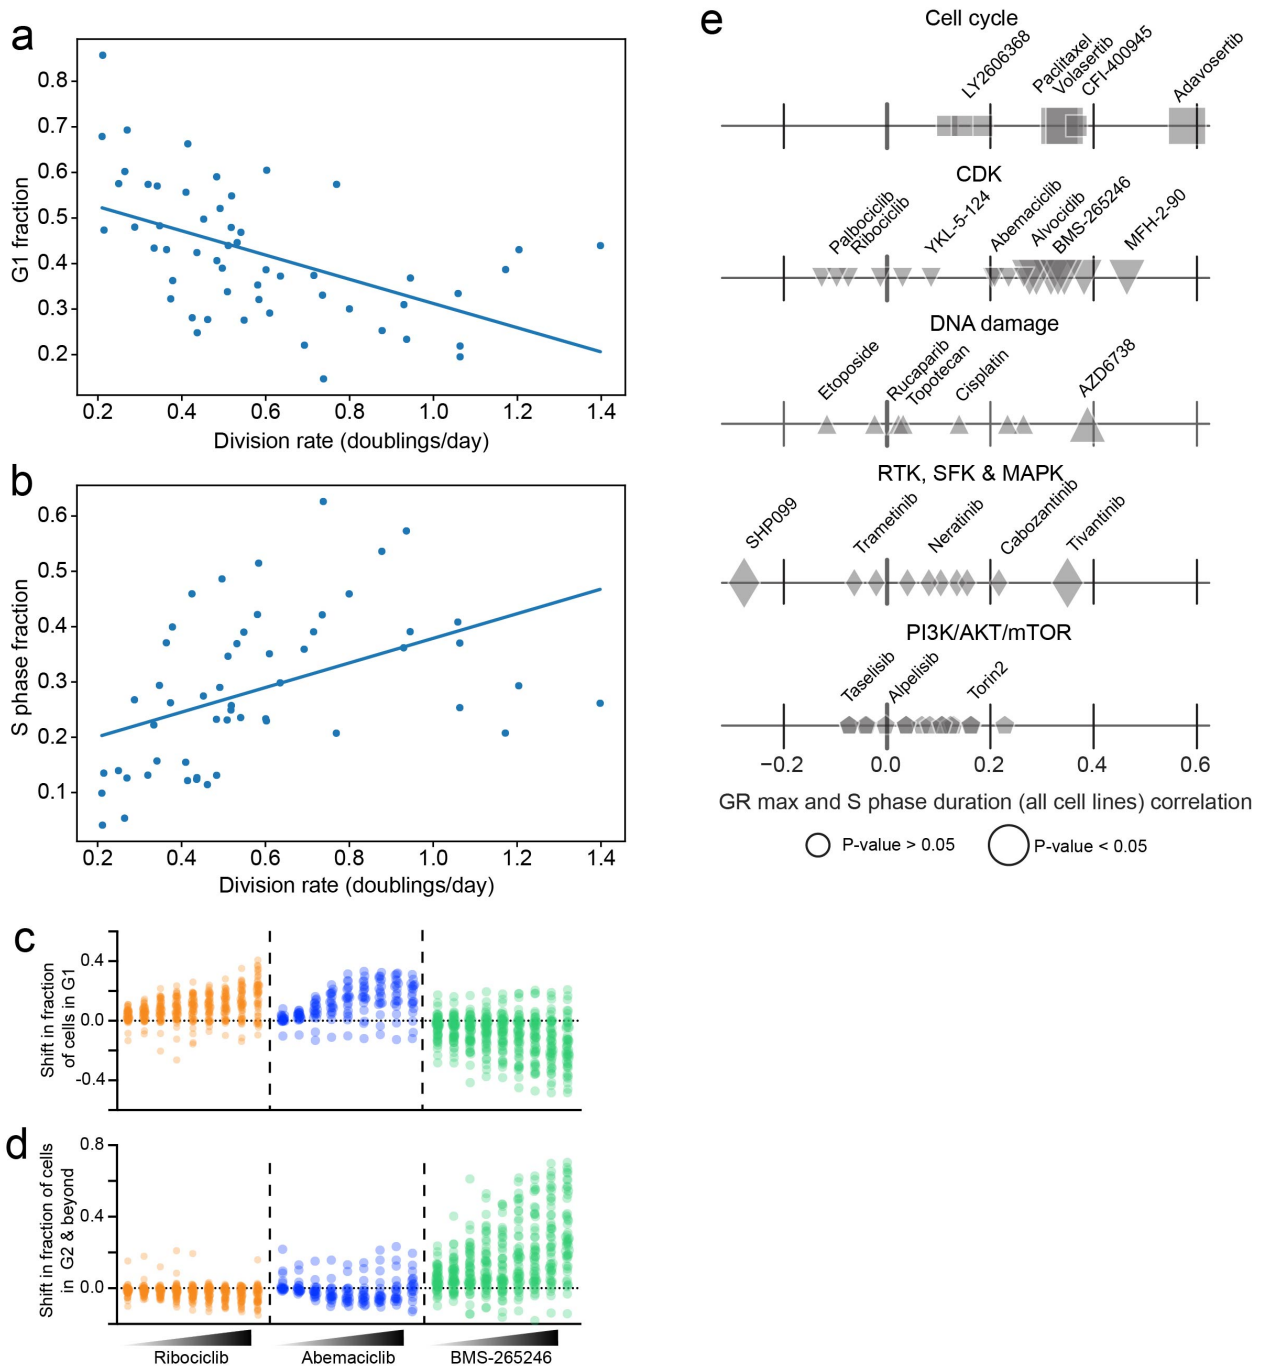 a
0.8
0.7
0.6
0.5
0.4
0.3
0.2
G1 fraction
0.2 0.4 0.6 0.8 1.0 1.2 1.4
Division rate (doublings/day)
b
0.6
0.5
0.4
0.3
0.2
0.1
S phase fraction
0.2 0.4 0.6 0.8 1.0 1.2 1.4
Division rate (doublings/day)
c
Shift in fraction
of cells in G1
0.4
0.0
-0.4
d
Shift in fraction of cells
in G2 & beyond
0.8
0.4
0.0
Ribociclib Abemaciclib BMS-265246
e
Cell cycle
LY2606368
Paclitaxel
Volasertib
CFI-400945
Adavosertib
CDK
Palbociclib
Ribociclib
YKL-5-124
Abemaciclib
Alvocidib
BMS-265246
MFH-2-90
DNA damage
Etoposide
Rucaparib
Topotecan
Cisplatin
AZD6738
RTK, SFK & MAPK
SHP099
Trametinib
Neratinib
Cabozantinib
Tivantinib
PI3K/AKT/mTOR
Taselisib
Alpelisib
Torin2
−0.2 0.0 0.2 0.4 0.6
GR max and S phase duration (all cell lines) correlation
P-value > 0.05 P-value < 0.05